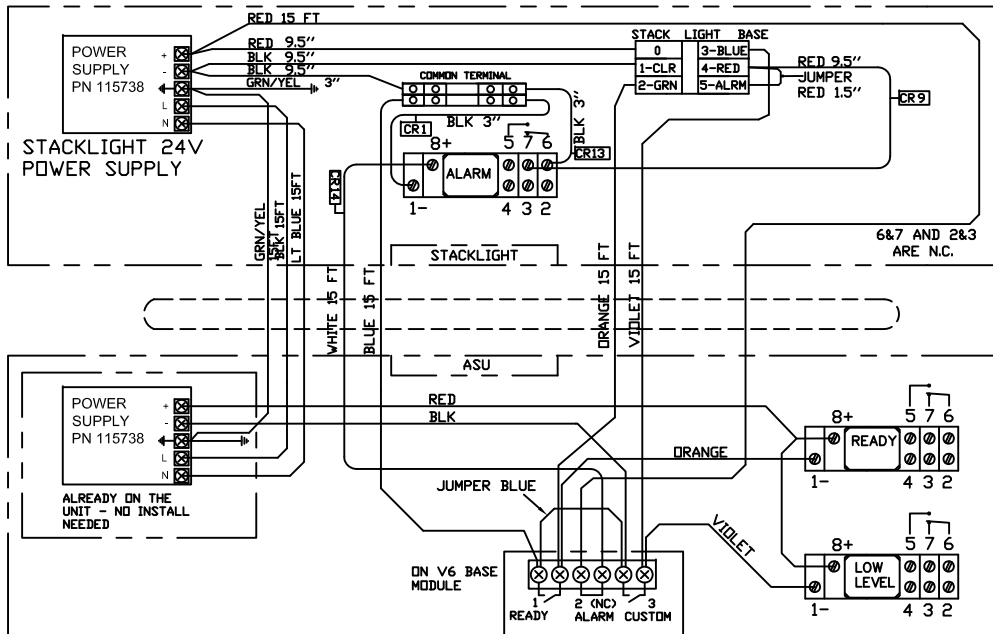 RED 15 FT
POWER
SUPPLY
PN 115738
+
-
L
N
RED 9.5"
BLK 9.5"
BLK 9.5"
GRN/YEL
3"
STACKLIGHT 24V
POWER SUPPLY
COMMON TERMINAL
CR1
BLK 3"
BLK 3"
CR13
8+
5 7 6
ALARM
1-
4 3 2
CR14
STACK LIGHT BASE
0
3-BLUE
1-CLR
4-RED
2-GRN
5-ALRM
RED 9.5"
JUMPER
RED 1.5"
CR9
6&7 AND 2&3
ARE N.C.
GRN/YEL
15FT
BLK 15FT
LT BLUE 15FT
WHITE 15 FT
BLUE 15 FT
STACKLIGHT
ORANGE 15 FT
VIOLET 15 FT
ASU
POWER
SUPPLY
PN 115738
+
-
L
N
ALREADY ON THE
UNIT - NO INSTALL
NEEDED
RED
BLK
ORANGE
JUMPER BLUE
VIOLET
8+
5 7 6
READY
1-
4 3 2
8+
5 7 6
LOW
LEVEL
1-
4 3 2
ON V6 BASE
MODULE
1
READY
2 (NC)
ALARM
3
CUSTOM